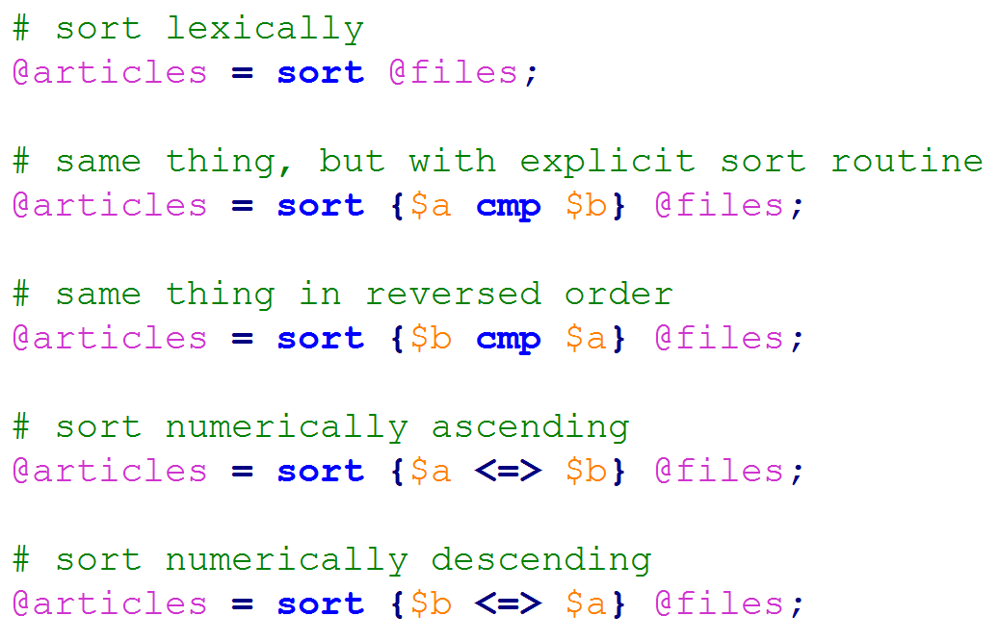 # sort lexically
@articles = sort @files;
# same thing, but with explicit sort routine
@articles = sort {$a cmp $b} @files;
# same thing in reversed order
@articles = sort {$b cmp $a} @files;
# sort numerically ascending
@articles = sort {$a <=> $b} @files;
# sort numerically descending
@articles = sort {$b <=> $a} @files;